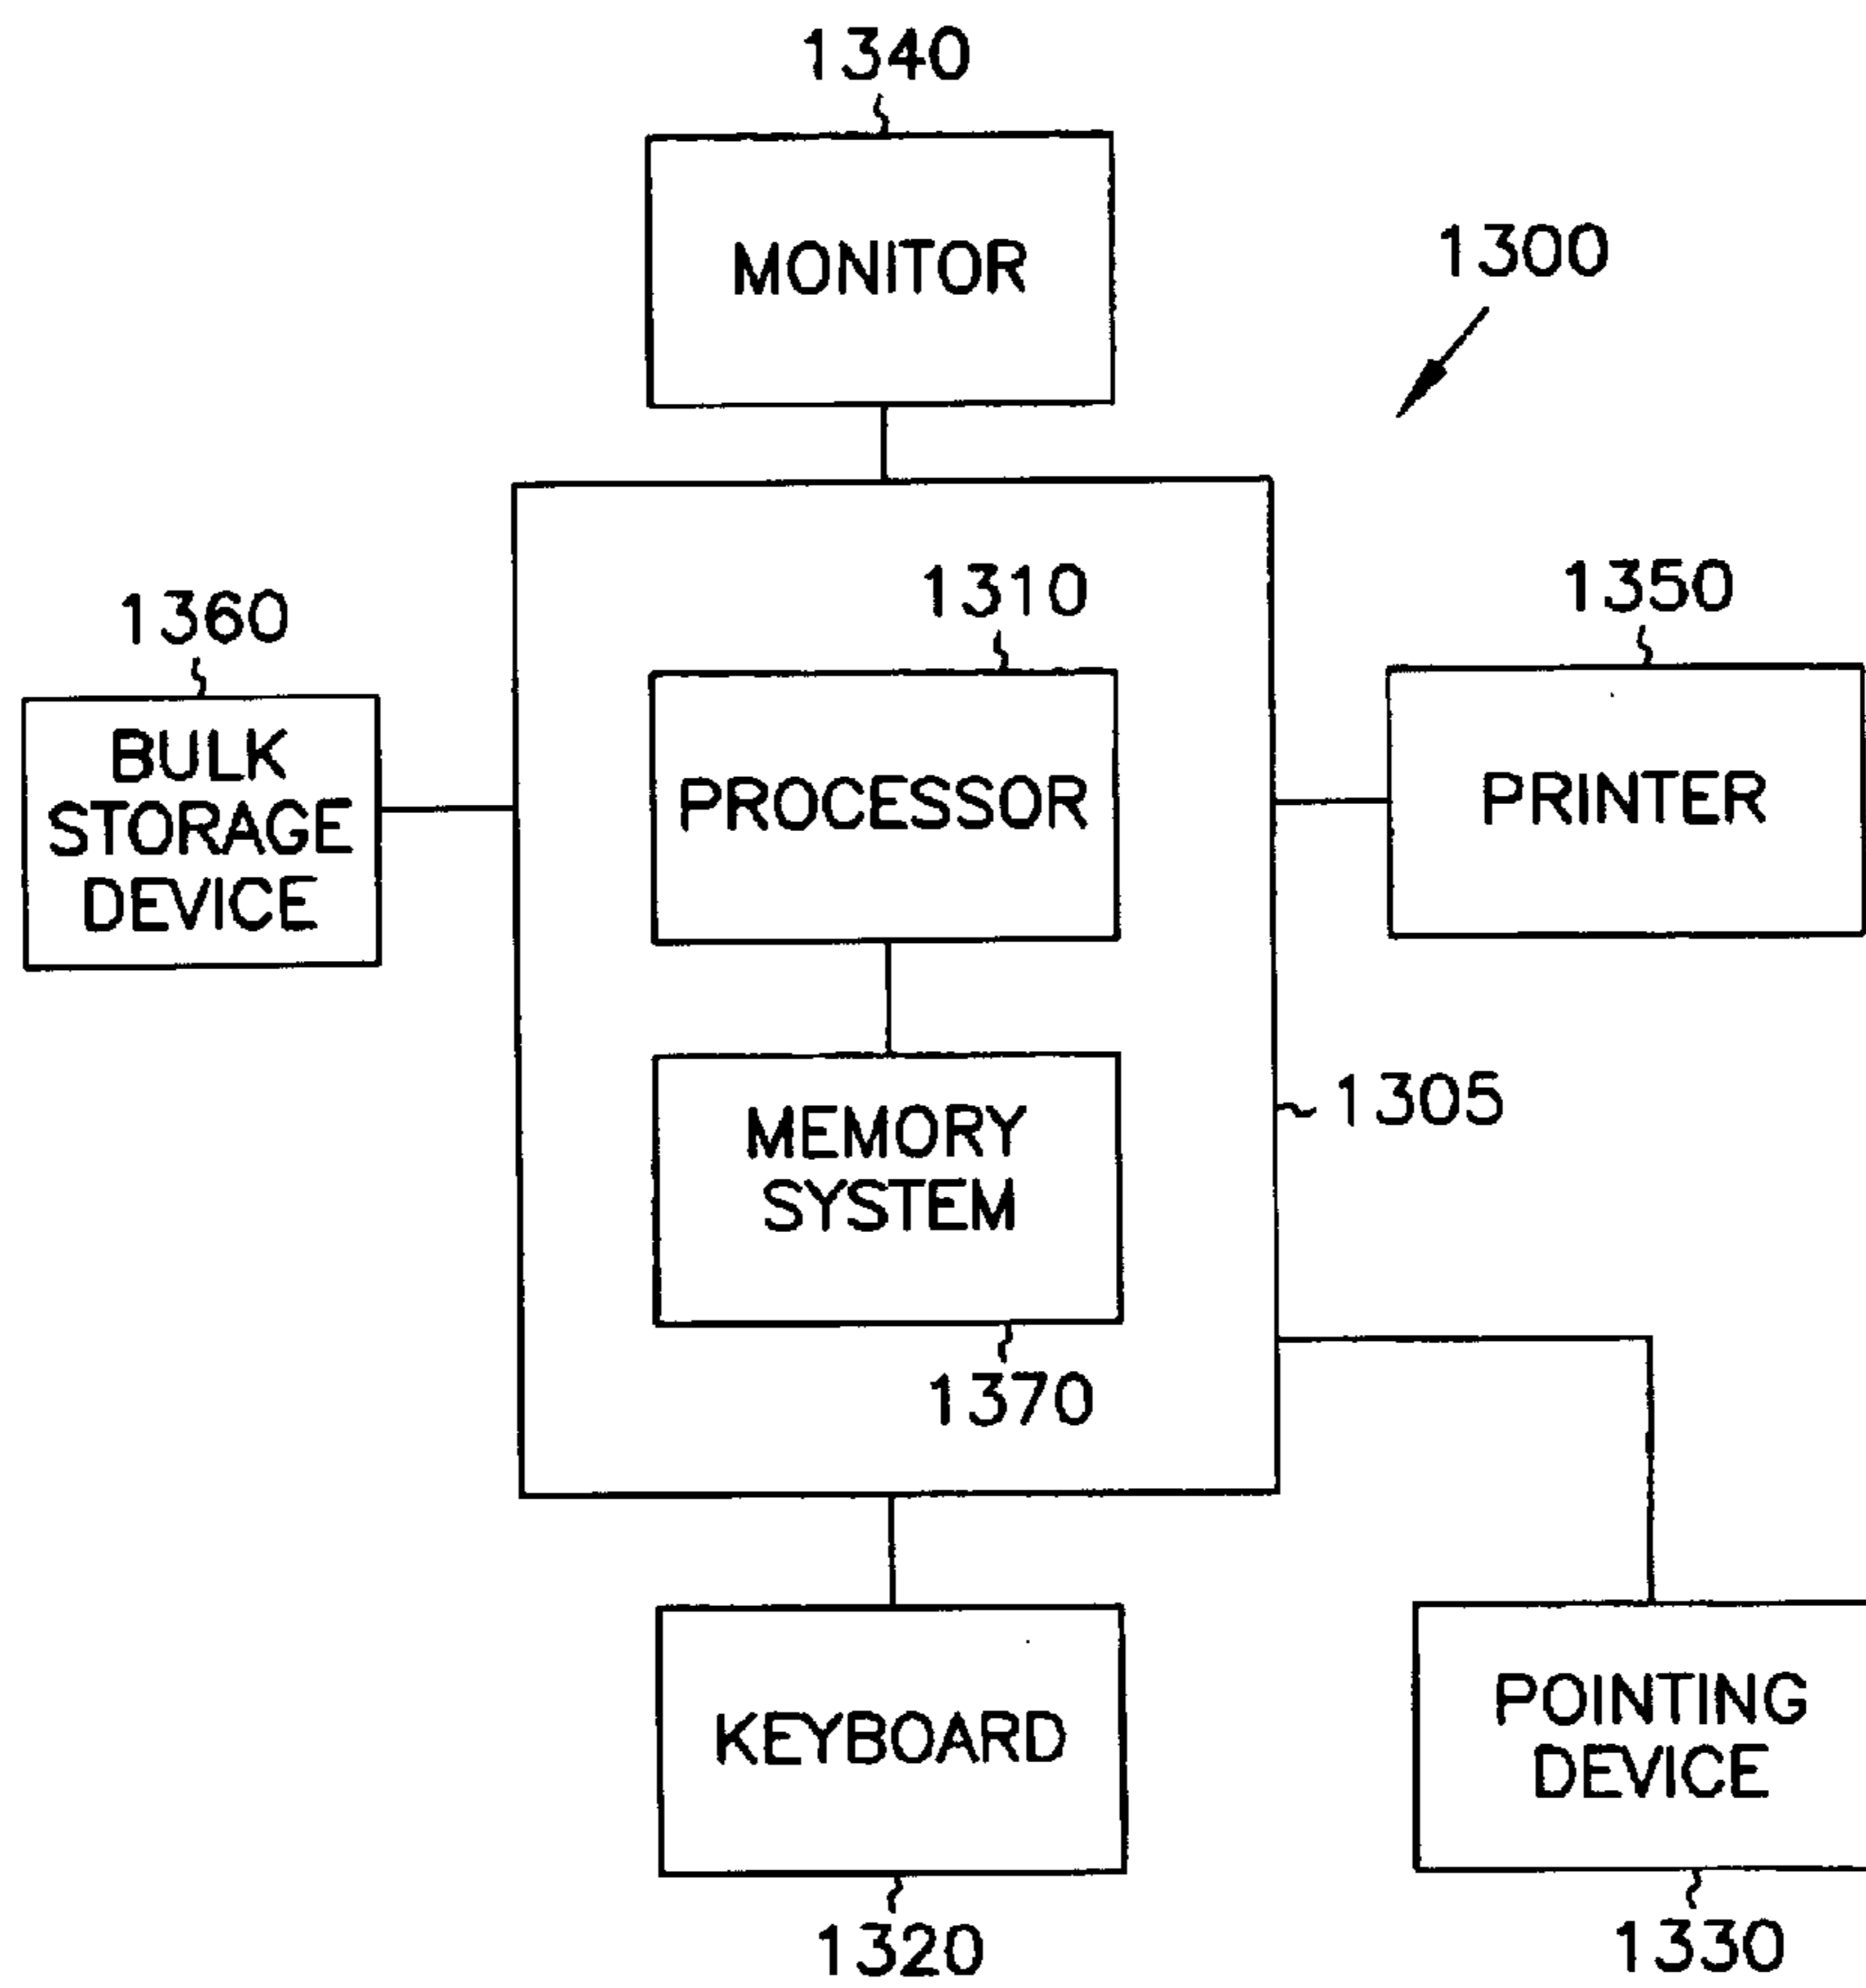 1340
MONITOR
1300
1310
1360
1350
BULK
STORAGE
DEVICE
PROCESSOR
PRINTER
MEMORY
SYSTEM
1305
1370
KEYBOARD
POINTING
DEVICE
1320
1330